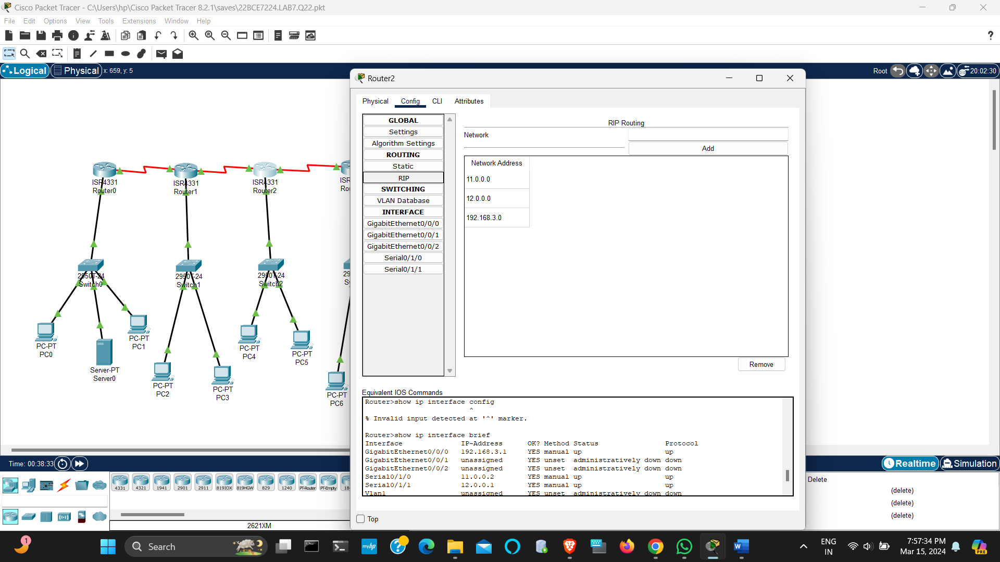 Cisco Packet Tracer - C:\Users\hp\Cisco Packet Tracer 8.2.1\saves\22BCE7224.LAB7.Q22.pkt
File Edit Options View Tools Extensions Window Help
?
Logical Physical x: 659, y: 5
Root 20:02:30
Router2
Physical Config CLI Attributes
GLOBAL
Settings
Algorithm Settings
ROUTING
Static
RIP
SWITCHING
VLAN Database
INTERFACE
GigabitEthernet0/0/0
GigabitEthernet0/0/1
GigabitEthernet0/0/2
Serial0/1/0
Serial0/1/1
RIP Routing
Network
Add
Network Address
11.0.0.0
12.0.0.0
192.168.3.0
Remove
Equivalent IOS Commands
Router>show ip interface config
^
% Invalid input detected at '^' marker.
Router>show ip interface brief
Interface IP-Address OK? Method Status Protocol
GigabitEthernet0/0/0 192.168.3.1 YES manual up up
GigabitEthernet0/0/1 unassigned YES unset administratively down down
GigabitEthernet0/0/2 unassigned YES unset administratively down down
Serial0/1/0 11.0.0.2 YES manual up up
Serial0/1/1 12.0.0.1 YES manual up up
Vlan1 unassigned YES unset administratively down down
Top
ISR4331
Router0
ISR4331
Router1
ISR4331
Router2
ISR
Ro
2950T-24
Switch0
2950T-24
Switch1
2950T-24
Switch2
29
S
PC-PT
PC0
Server-PT
Server0
PC-PT
PC1
PC-PT
PC2
PC-PT
PC3
PC-PT
PC4
PC-PT
PC5
PC-PT
PC6
Time: 00:38:33
Realtime Simulation
4331 4321 1941 2901 2911 819IOX 819HGW 829 1240 PT-Router PT-Empty 18
2621XM
Delete
(delete)
(delete)
(delete)
1
Search
myhp
?
W
ENG
IN
7:57:34 PM
Mar 15, 2024
PRE